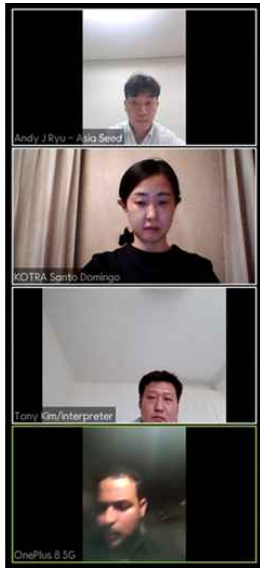 Andy J Ryu - Asia Seed
KOTRA Santo Domingo
Tony Kim/interpreter
OnePlus 8 5G